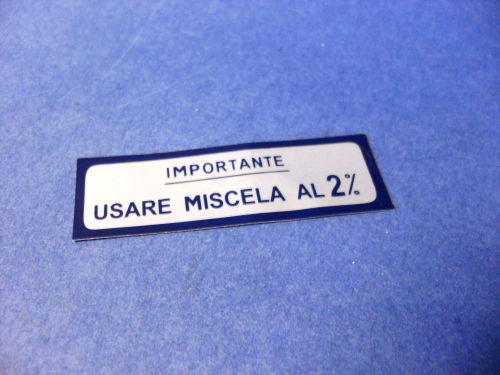 IMPORTANTE
USARE MISCELA AL 2%